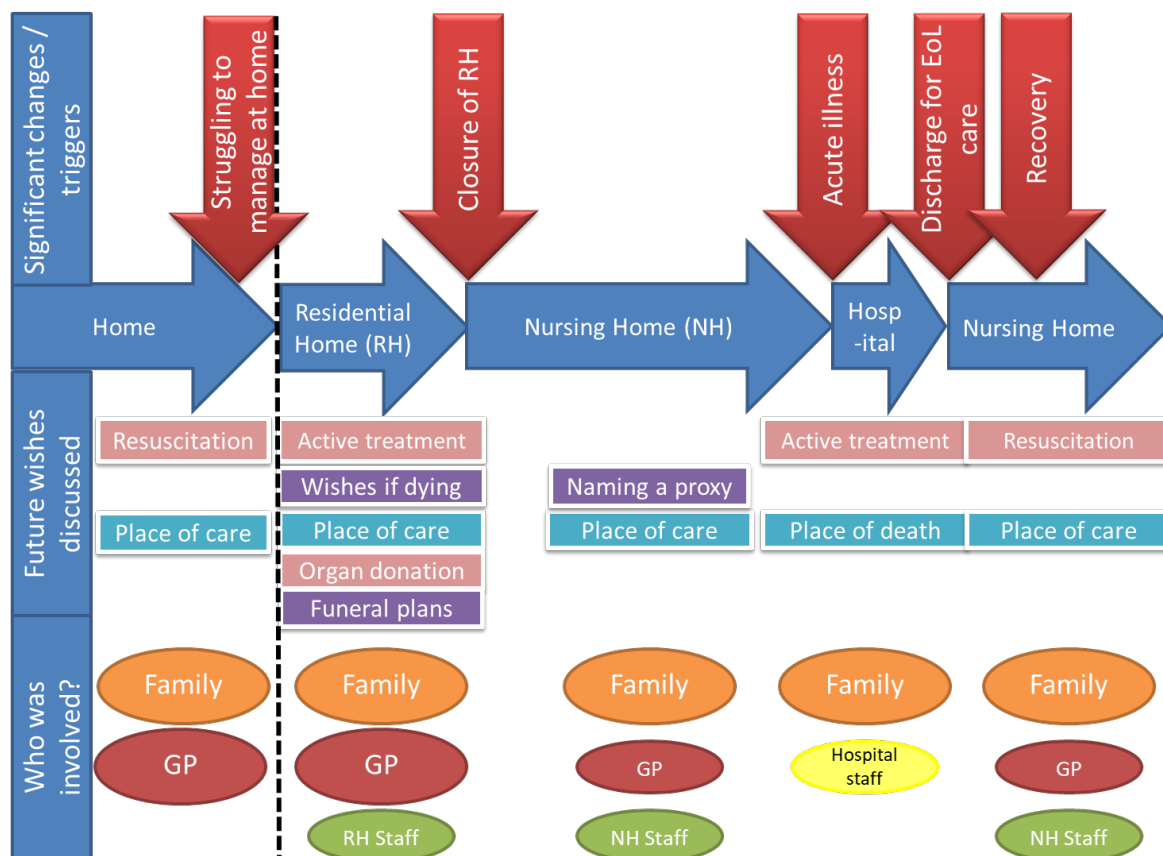 Significant changes /
triggers
Struggling to
manage at home
Closure of RH
Acute illness
Discharge for EoL
care
Recovery
Home
Residential
Home (RH)
Nursing Home (NH)
Hosp
-ital
Nursing Home
Future wishes
discussed
Resuscitation
Active treatment
Active treatment
Resuscitation
Wishes if dying
Naming a proxy
Place of care
Place of care
Place of care
Place of death
Place of care
Organ donation
Funeral plans
Who was
involved?
Family
Family
Family
Family
Family
GP
GP
GP
Hospital
staff
GP
RH Staff
NH Staff
NH Staff